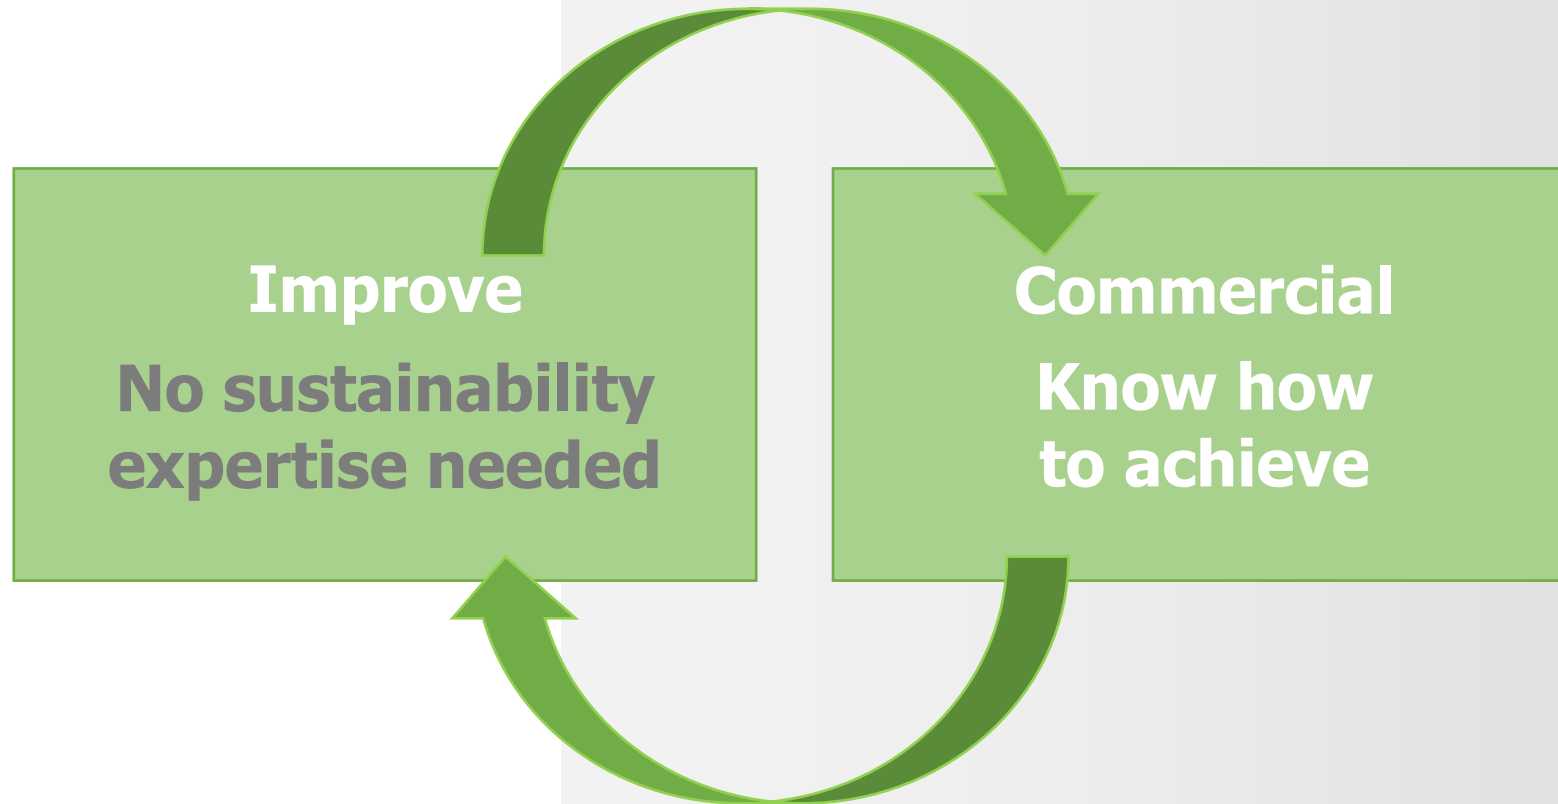 Improve
No sustainability
expertise needed
Commercial
Know how
to achieve